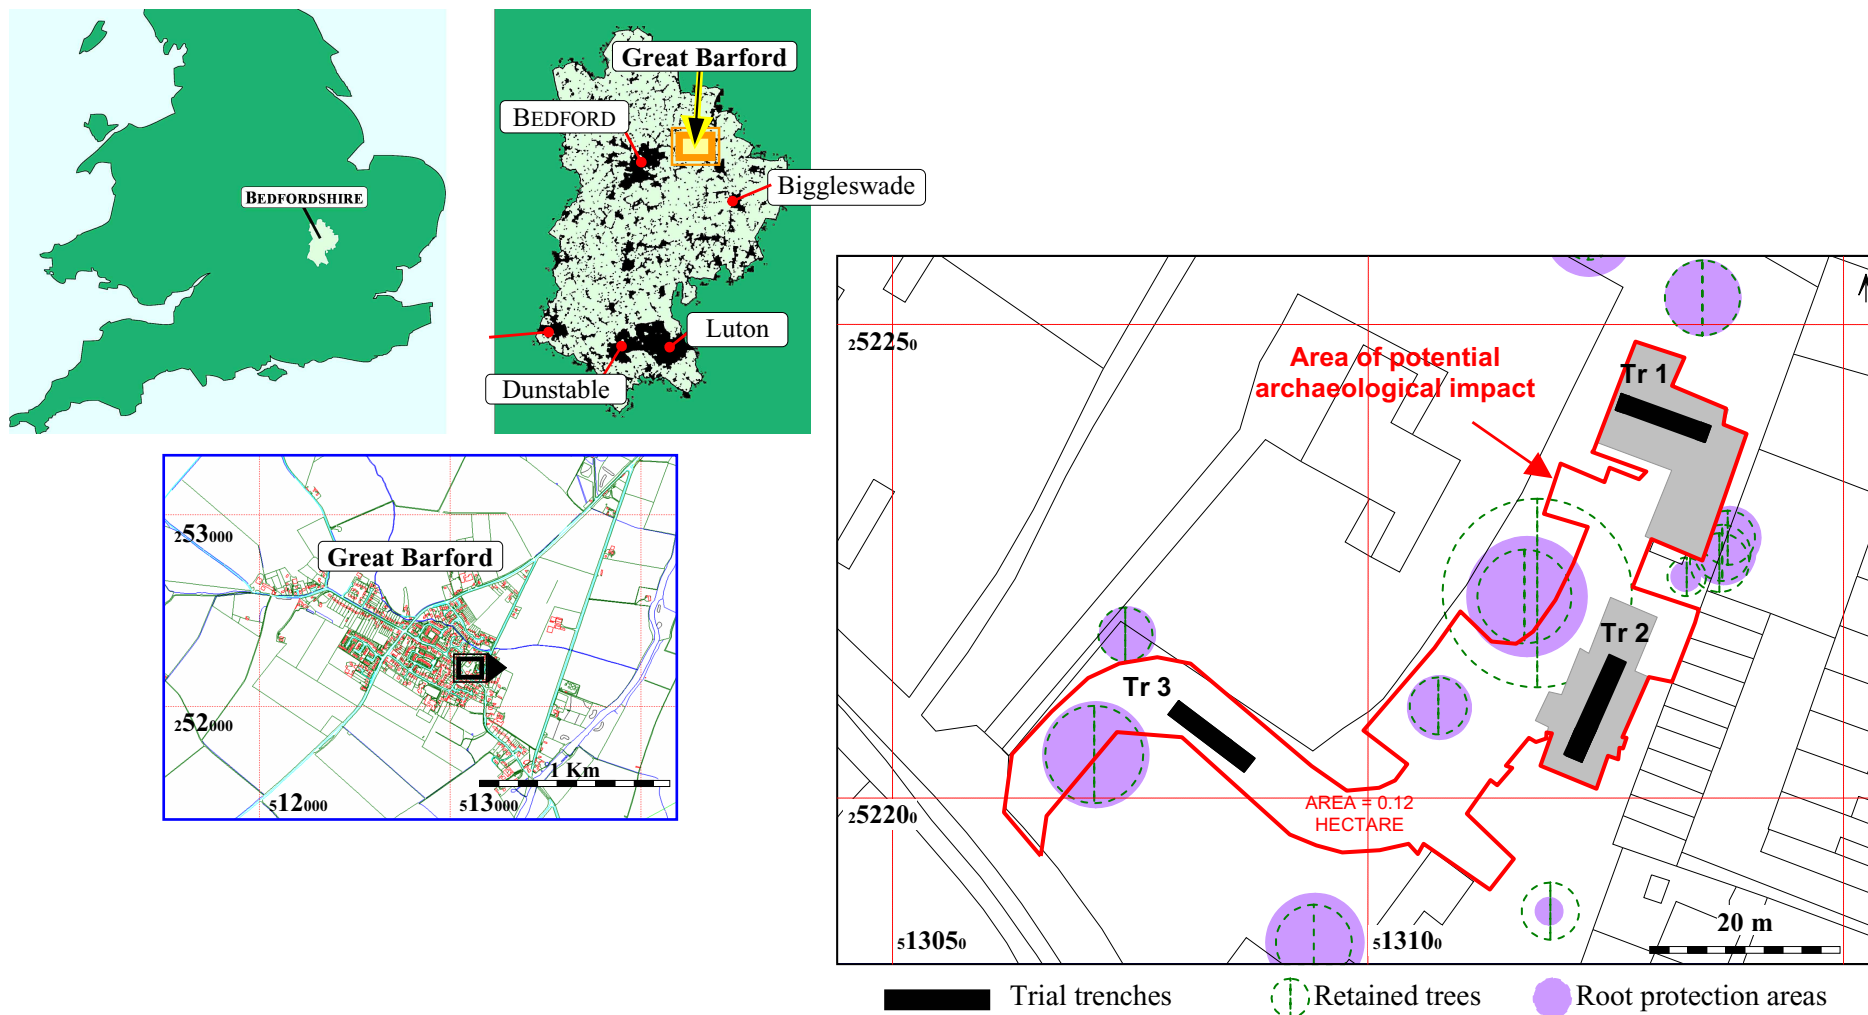 BEDFORDSHIRE
Great Barford
BEDFORD
Biggleswade
Luton
Dunstable
253000
Great Barford
252000
1 Km
512000
513000
252250
Area of potential
archaeological impact
Tr 1
Tr 2
Tr 3
AREA = 0.12
HECTARE
252200
513050
513100
20 m
Trial trenches
Retained trees
Root protection areas